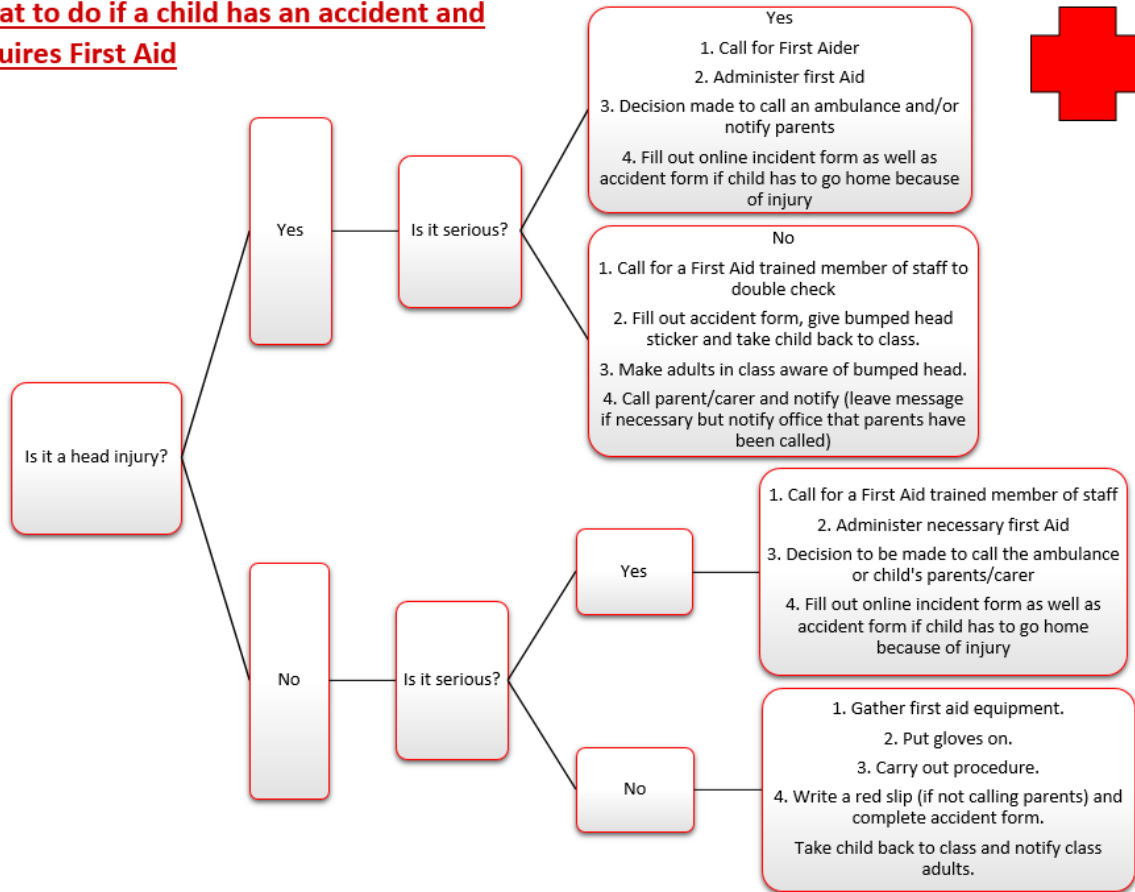 at to do if a child has an accident and
uires First Aid
Yes
1. Call for First Aider
2. Administer first Aid
3. Decision made to call an ambulance and/or
notify parents
4. Fill out online incident form as well as
accident form if child has to go home because
of injury
Yes
Is it serious?
No
1. Call for a First Aid trained member of staff to
double check
2. Fill out accident form, give bumped head
sticker and take child back to class.
3. Make adults in class aware of bumped head.
4. Call parent/carer and notify (leave message
if necessary but notify office that parents have
been called)
Is it a head injury?
No
Is it serious?
Yes
1. Call for a First Aid trained member of staff
2. Administer necessary first Aid
3. Decision to be made to call the ambulance
or child's parents/carer
4. Fill out online incident form as well as
accident form if child has to go home
because of injury
No
1. Gather first aid equipment.
2. Put gloves on.
3. Carry out procedure.
4. Write a red slip (if not calling parents) and
complete accident form.
Take child back to class and notify class
adults.